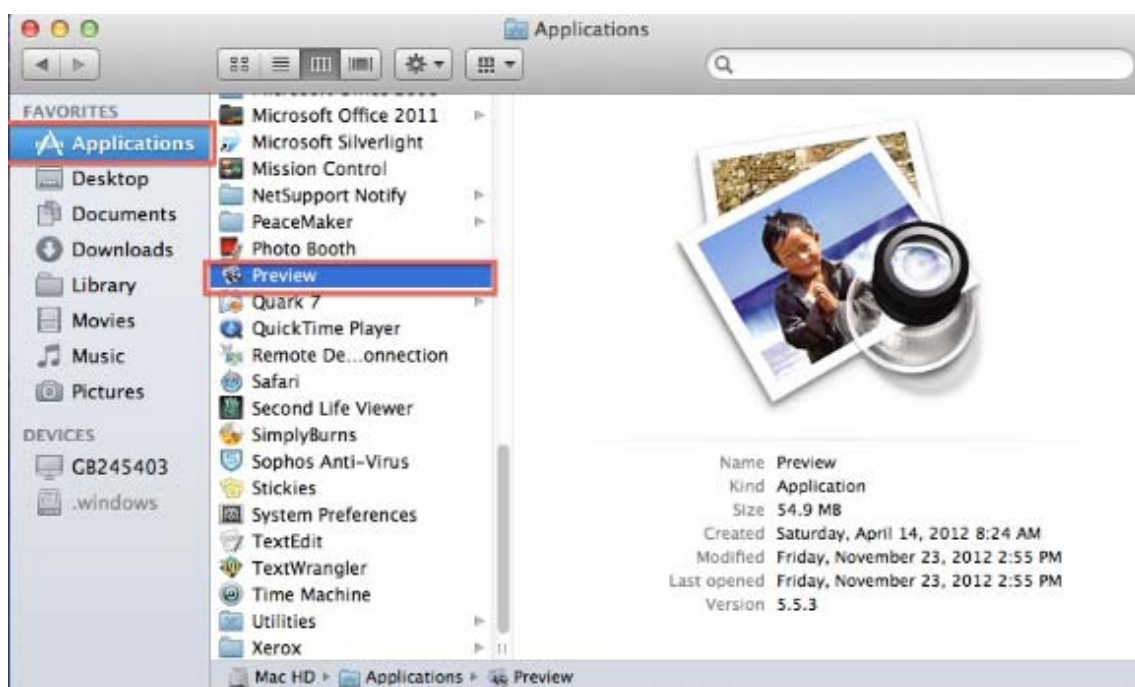 Applications
FAVORITES
Applications
Desktop
Documents
Downloads
Library
Movies
Music
Pictures
DEVICES
GB245403
.windows
Microsoft Office 2011
Microsoft Silverlight
Mission Control
NetSupport Notify
PeaceMaker
Photo Booth
Preview
Quark 7
QuickTime Player
Remote De...onnection
Safari
Second Life Viewer
SimplyBurns
Sophos Anti-Virus
Stickies
System Preferences
TextEdit
TextWrangler
Time Machine
Utilities
Xerox
Name Preview
Kind Application
Size 54.9 MB
Created Saturday, April 14, 2012 8:24 AM
Modified Friday, November 23, 2012 2:55 PM
Last opened Friday, November 23, 2012 2:55 PM
Version 5.5.3
Mac HD Applications Preview